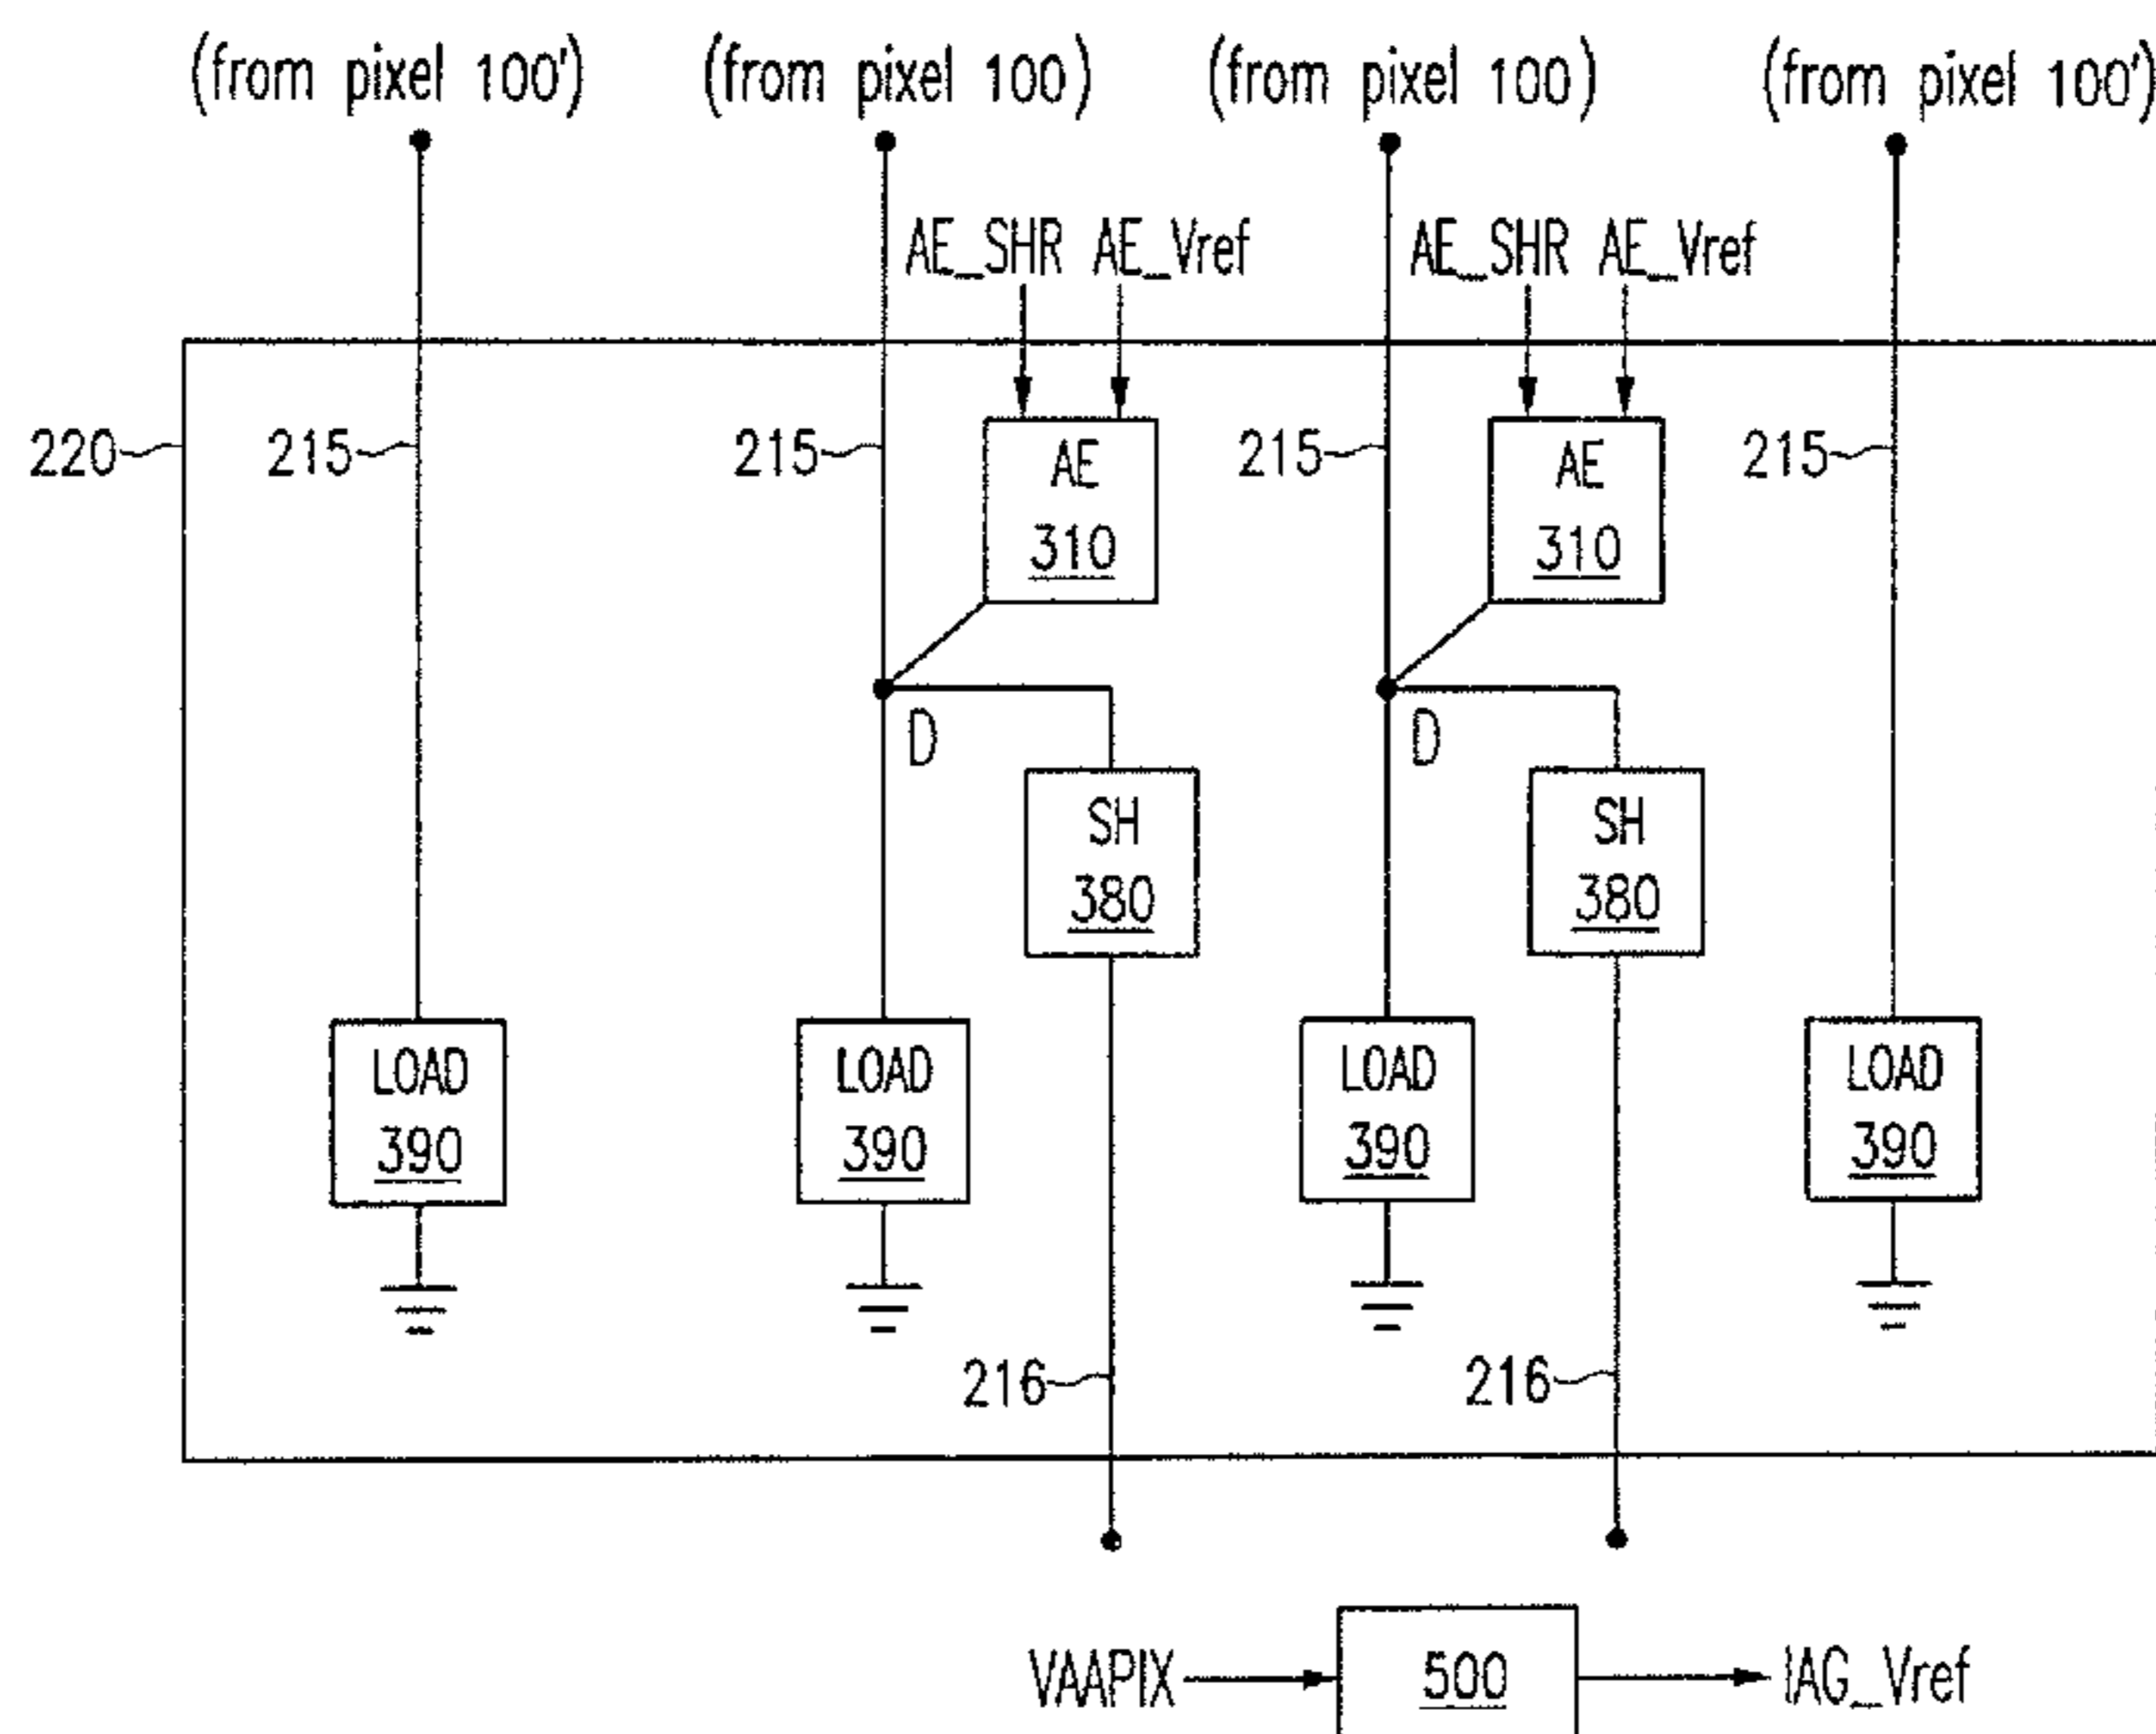 (from pixel 100') (from pixel 100) (from pixel 100) (from pixel 100')
AE_SHR AE_Vref AE_SHR AE_Vref
220 215 215 AE 215 AE 215
310 310
D D
SH SH
380 380
LOAD LOAD LOAD LOAD
390 390 390 390
216 216
VAAPIX 500 IAG_Vref